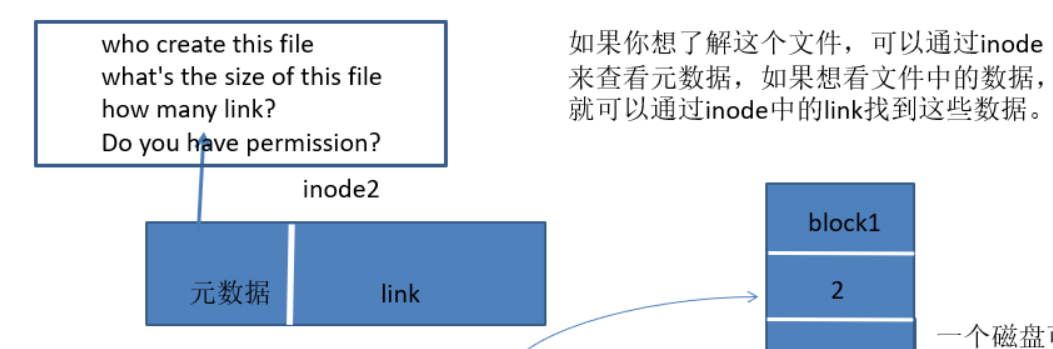 who create this file
what's the size of this file
how many link?
Do you have permission?
如果你想了解这个文件，可以通过inode
来查看元数据，如果想看文件中的数据，
就可以通过inode中的link找到这些数据。
inode2
元数据
link
block1
2
一个磁盘